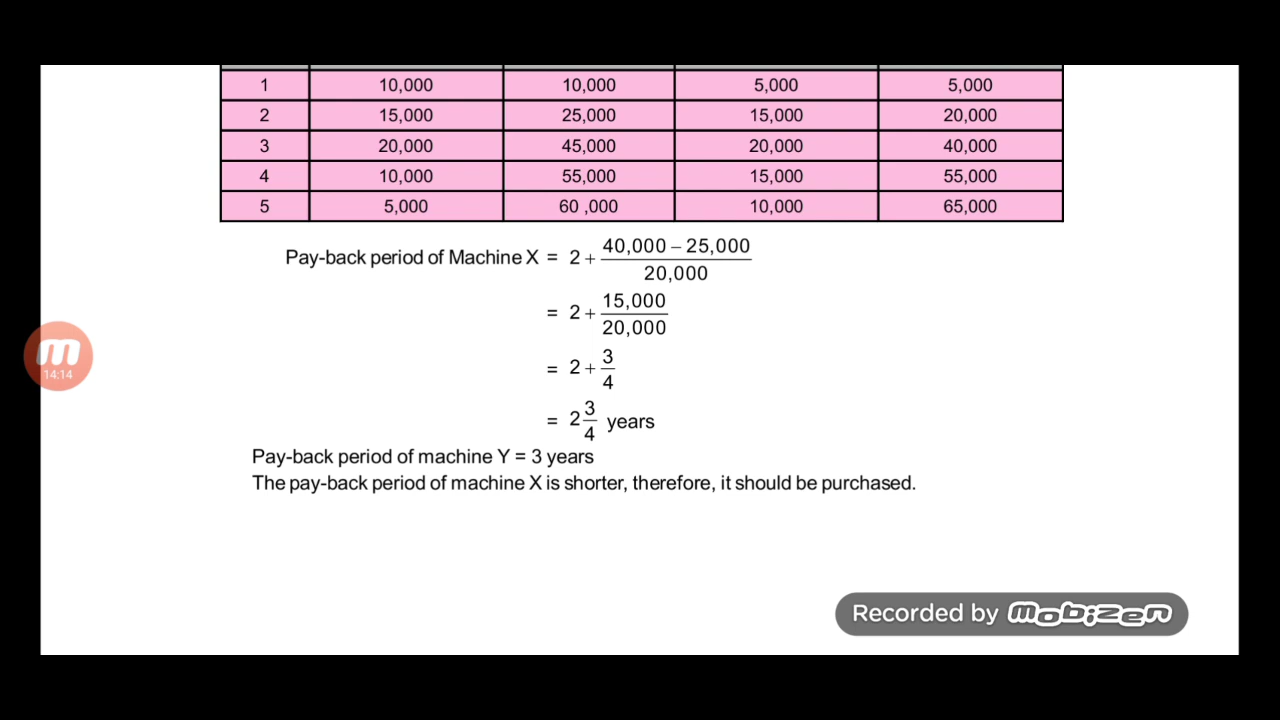 1 10,000 10,000 5,000 5,000
2 15,000 25,000 15,000 20,000
3 20,000 45,000 20,000 40,000
4 10,000 55,000 15,000 55,000
5 5,000 60 ,000 10,000 65,000
Pay-back period of Machine X = 2 + (40,000 – 25,000)/20,000
= 2 + 15,000/20,000
= 2 + 3/4
= 2 3/4 years
Pay-back period of machine Y = 3 years
The pay-back period of machine X is shorter, therefore, it should be purchased.
m
14:14
Recorded by mobizen